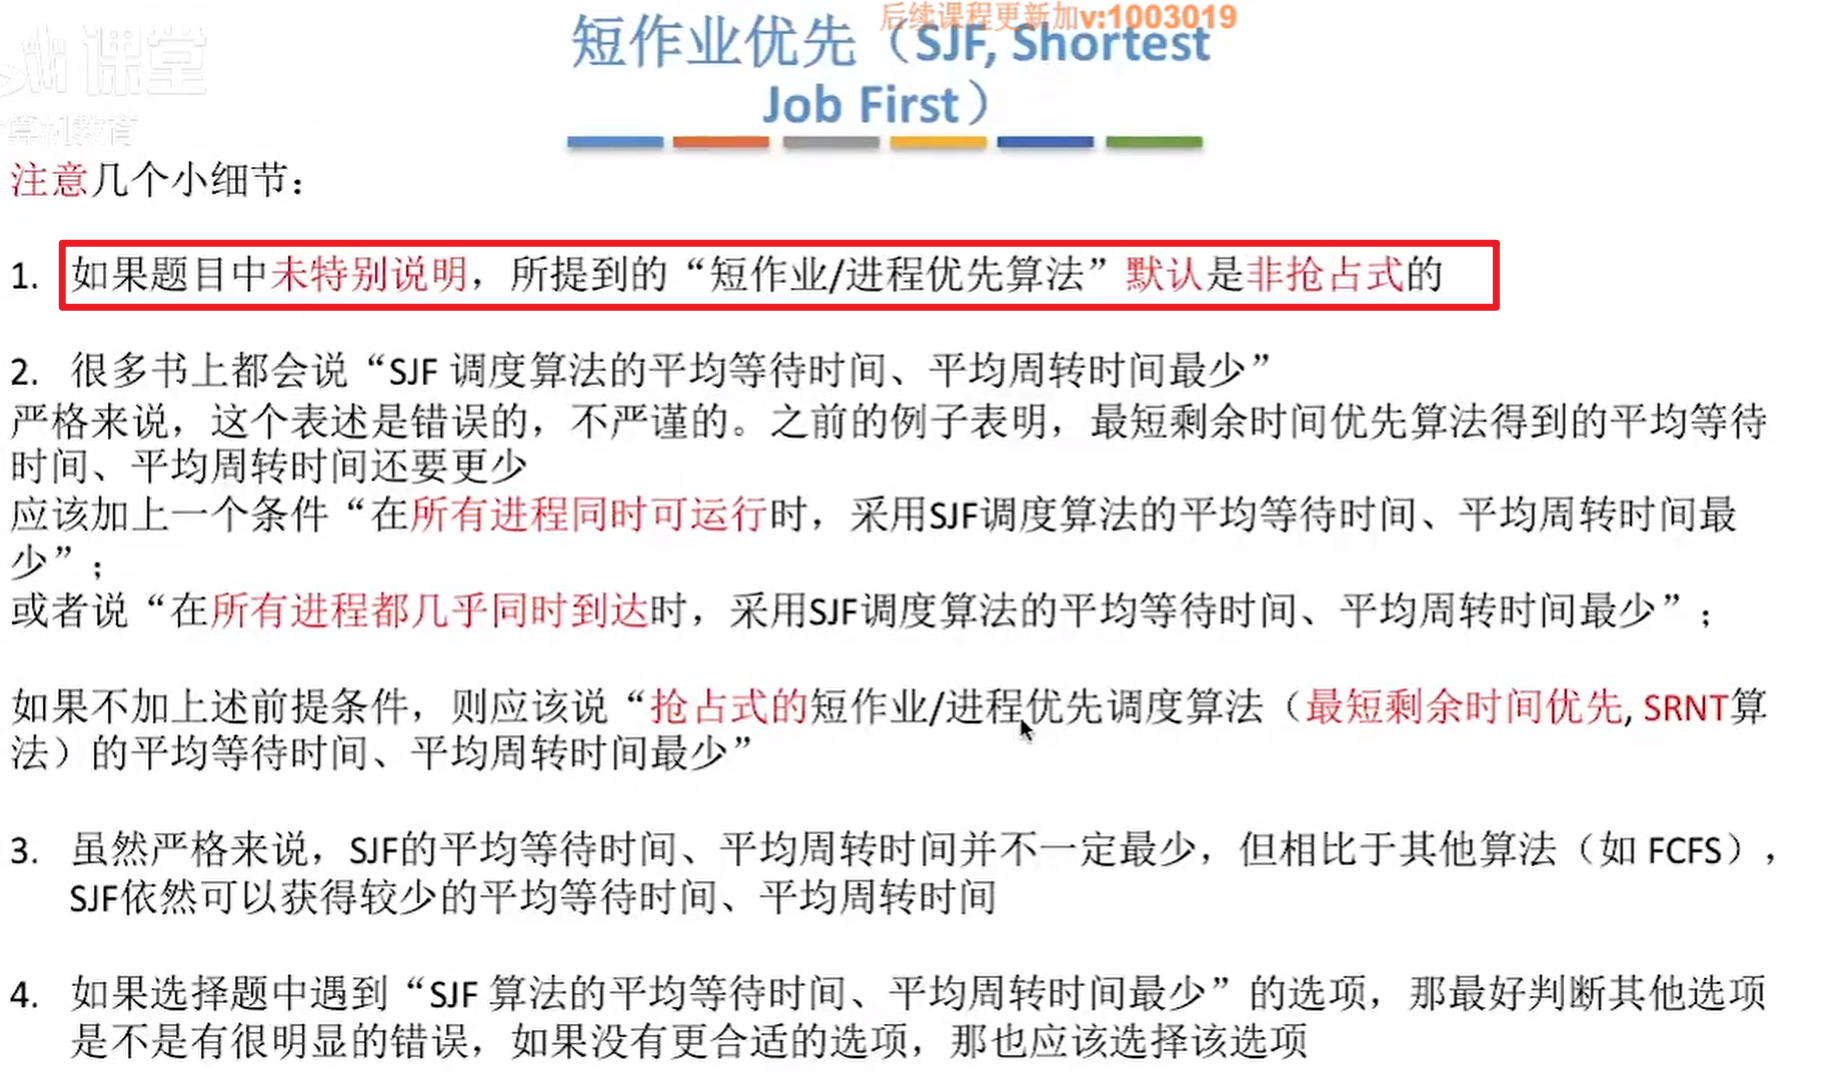 后续课程更新加v:1003019
课堂
算机教育
短作业优先（SJF, Shortest
Job First）
注意几个小细节：
1. 如果题目中未特别说明，所提到的“短作业/进程优先算法”默认是非抢占式的
2. 很多书上都会说“SJF 调度算法的平均等待时间、平均周转时间最少”
严格来说，这个表述是错误的，不严谨的。之前的例子表明，最短剩余时间优先算法得到的平均等待
时间、平均周转时间还要更少
应该加上一个条件“在所有进程同时可运行时，采用SJF调度算法的平均等待时间、平均周转时间最
少”；
或者说“在所有进程都几乎同时到达时，采用SJF调度算法的平均等待时间、平均周转时间最少”；
如果不加上述前提条件，则应该说“抢占式的短作业/进程优先调度算法（最短剩余时间优先, SRNT算
法）的平均等待时间、平均周转时间最少”
3. 虽然严格来说，SJF的平均等待时间、平均周转时间并不一定最少，但相比于其他算法（如 FCFS），
SJF依然可以获得较少的平均等待时间、平均周转时间
4. 如果选择题中遇到“SJF 算法的平均等待时间、平均周转时间最少”的选项，那最好判断其他选项
是不是有很明显的错误，如果没有更合适的选项，那也应该选择该选项